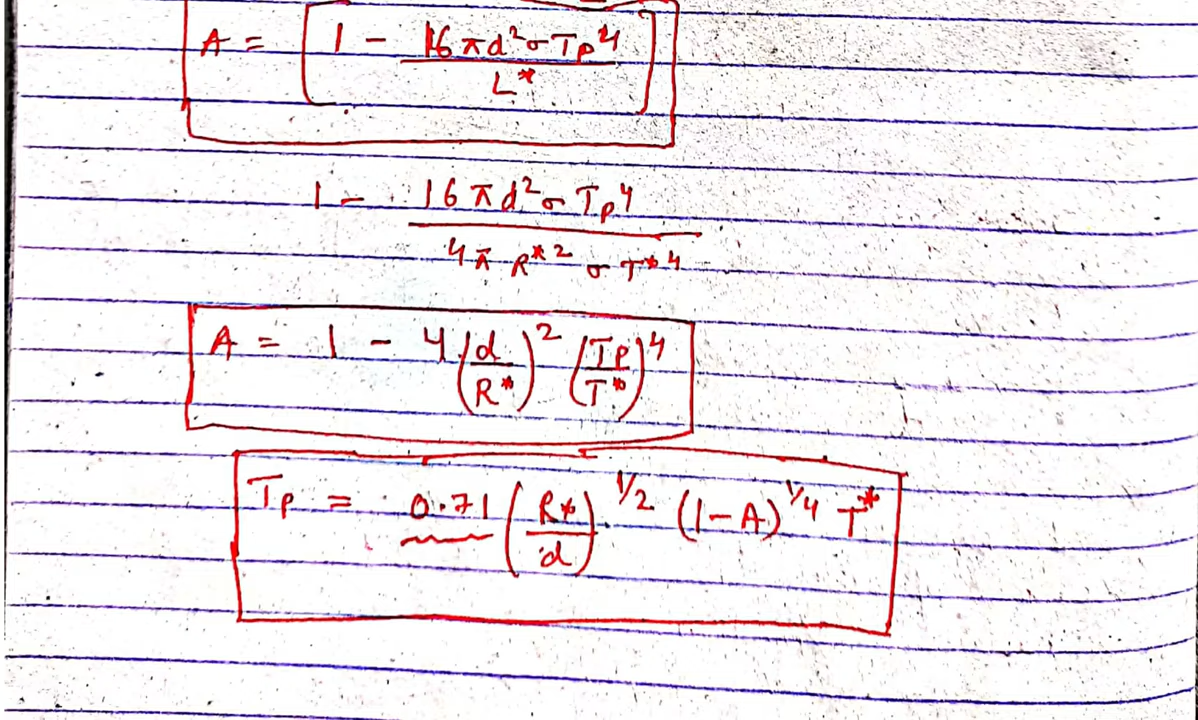 A = [1 - 16πd²σTp⁴ / L*]
1 - 16πd²σTp⁴ / 4πR*²σT*⁴
A = 1 - 4(d/R*)² (Tp/T*)⁴
Tp = 0.71 (R*/d)^1/2 (1-A)^1/4 T*